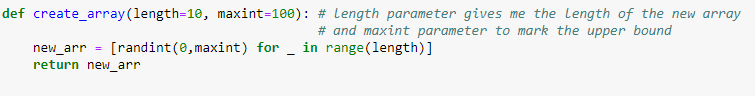 def create_array(length=10, maxint=100): # length parameter gives me the length of the new array
# and maxint parameter to mark the upper bound
new_arr = [randint(0,maxint) for _ in range(length)]
return new_arr